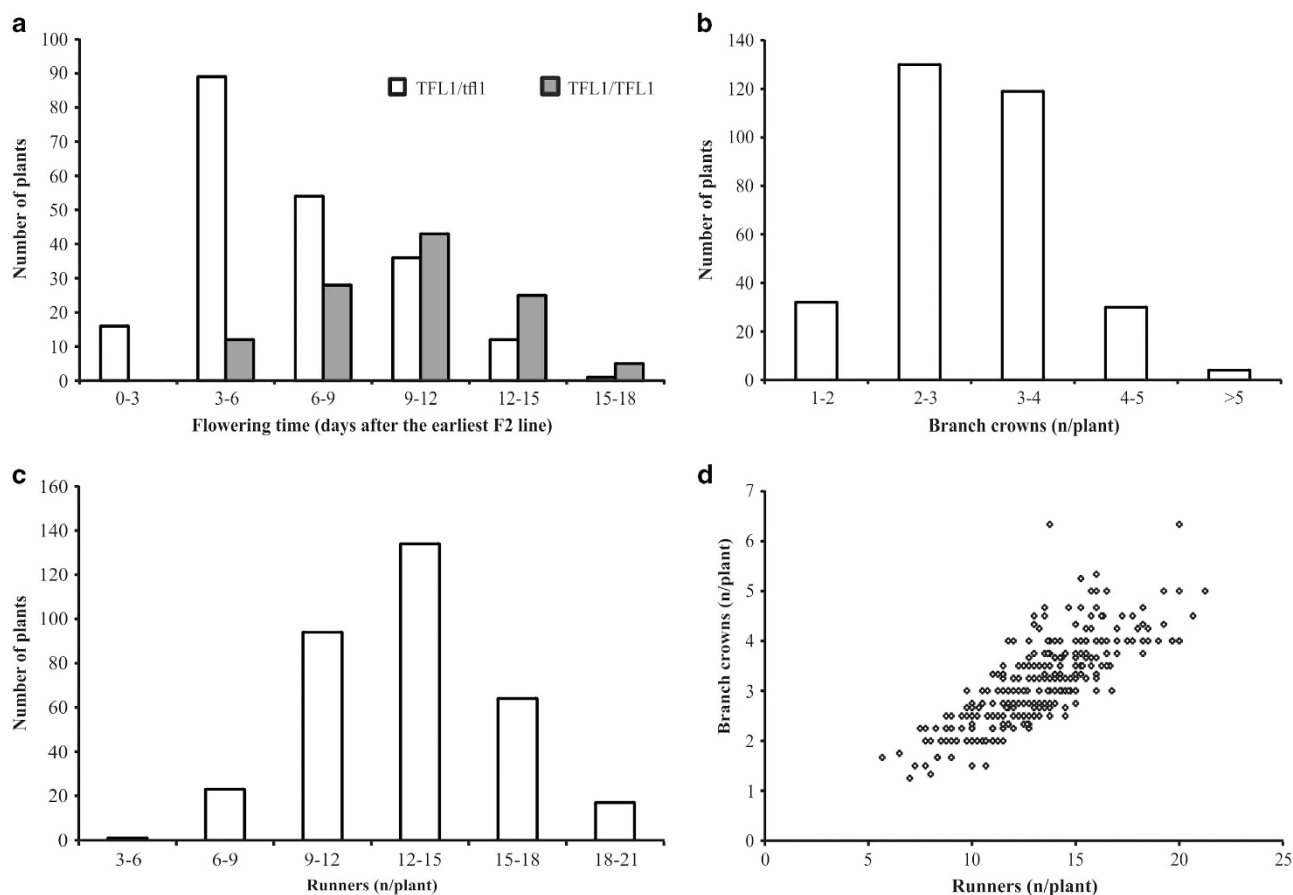 a
100
90
80
70
60
50
40
30
20
10
0
Number of plants
TFL1/tfl1
TFL1/TFL1
0-3 3-6 6-9 9-12 12-15 15-18
Flowering time (days after the earliest F2 line)
b
140
120
100
80
60
40
20
0
Number of plants
1-2 2-3 3-4 4-5 >5
Branch crowns (n/plant)
c
160
140
120
100
80
60
40
20
0
Number of plants
3-6 6-9 9-12 12-15 15-18 18-21
Runners (n/plant)
d
7
6
5
4
3
2
1
0
Branch crowns (n/plant)
0 5 10 15 20 25
Runners (n/plant)